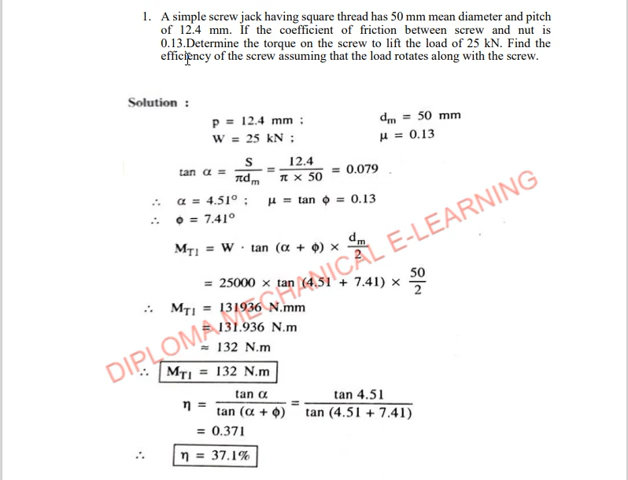 1. A simple screw jack having square thread has 50 mm mean diameter and pitch
of 12.4 mm. If the coefficient of friction between screw and nut is
0.13.Determine the torque on the screw to lift the load of 25 kN. Find the
efficiency of the screw assuming that the load rotates along with the screw.
Solution :
p = 12.4 mm ; dₘ = 50 mm
W = 25 kN ; μ = 0.13
tan α = S / πdₘ = 12.4 / π × 50 = 0.079
∴ α = 4.51° ; μ = tan ϕ = 0.13
∴ ϕ = 7.41°
M_T1 = W · tan (α + ϕ) × dₘ / 2
= 25000 × tan (4.51 + 7.41) × 50 / 2
∴ M_T1 = 131936 N.mm
= 131.936 N.m
≈ 132 N.m
∴ M_T1 = 132 N.m
η = tan α / tan (α + ϕ) = tan 4.51 / tan (4.51 + 7.41)
= 0.371
∴ η = 37.1%
DIPLOMA MECHANICAL E-LEARNING